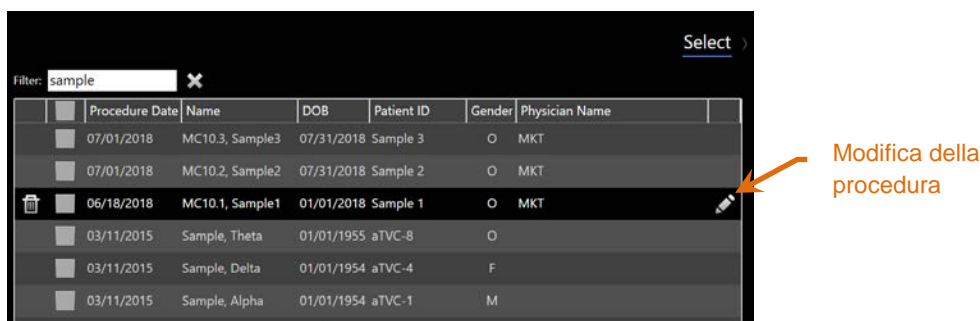 Select
Filter: sample
Procedure Date Name DOB Patient ID Gender Physician Name
07/01/2018 MC10.3, Sample3 07/31/2018 Sample 3 O MKT
07/01/2018 MC10.2, Sample2 07/31/2018 Sample 2 O MKT
06/18/2018 MC10.1, Sample1 01/01/2018 Sample 1 O MKT
03/11/2015 Sample, Theta 01/01/1955 aTVC-8 O
03/11/2015 Sample, Delta 01/01/1954 aTVC-4 F
03/11/2015 Sample, Alpha 01/01/1954 aTVC-1 M
Modifica della
procedura